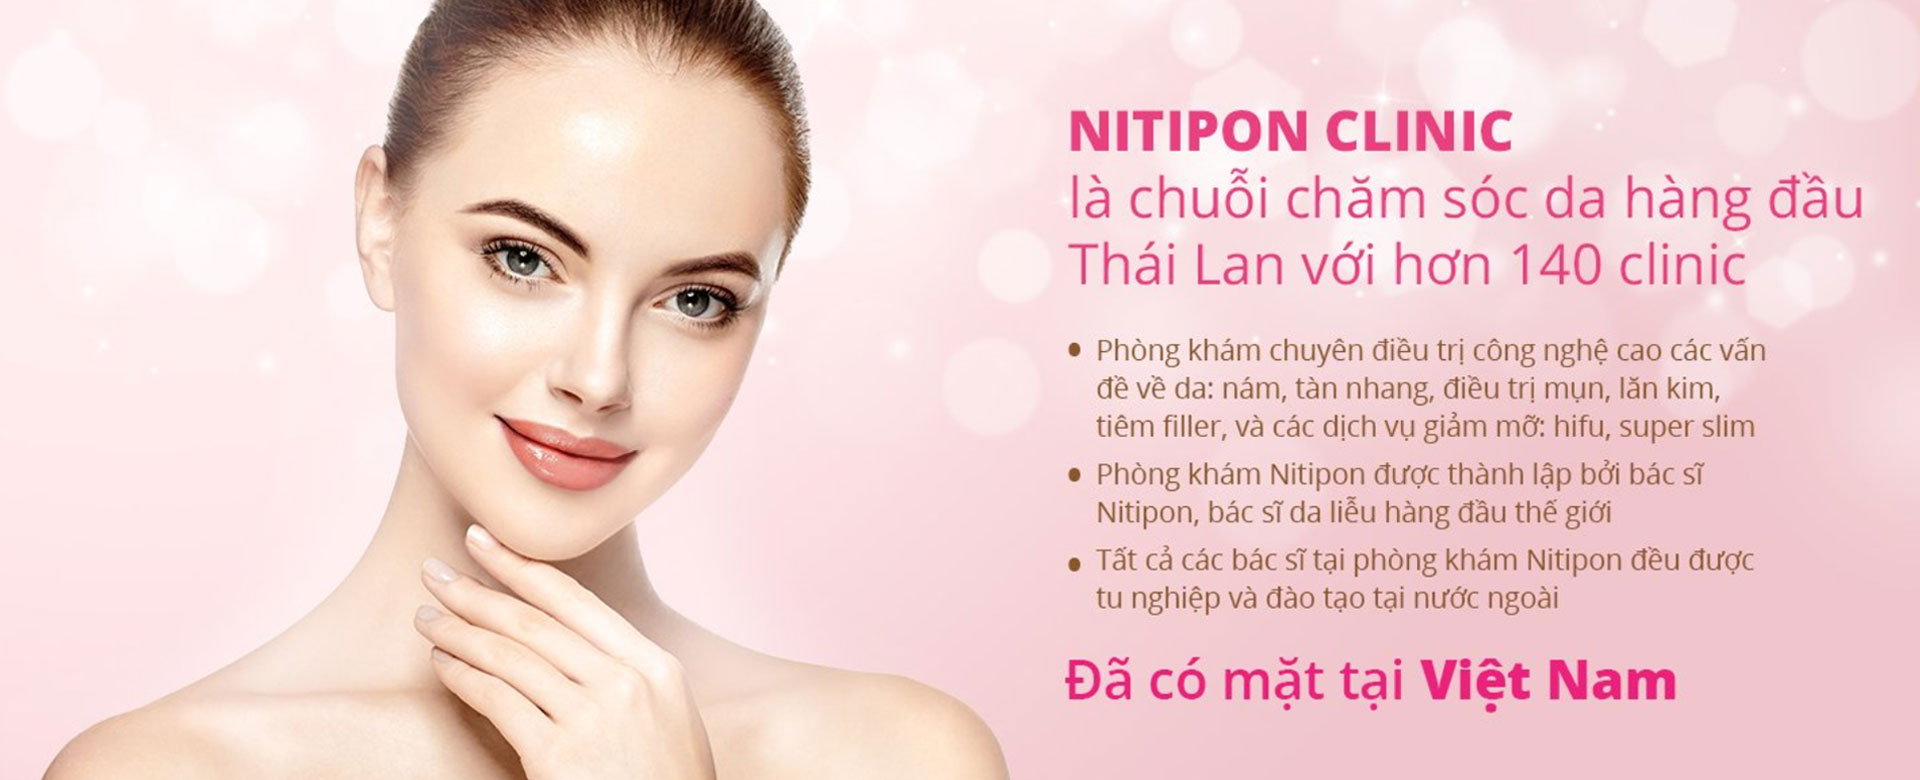 NITIPON CLINIC
là chuỗi chăm sóc da hàng đầu
Thái Lan với hơn 140 clinic
• Phòng khám chuyên điều trị công nghệ cao các vấn
đề về da: nám, tàn nhang, điều trị mụn, lăn kim,
tiêm filler, và các dịch vụ giảm mỡ: hifu, super slim
• Phòng khám Nitipon được thành lập bởi bác sĩ
Nitipon, bác sĩ da liễu hàng đầu thế giới
• Tất cả các bác sĩ tại phòng khám Nitipon đều được
tu nghiệp và đào tạo tại nước ngoài
Đã có mặt tại Việt Nam